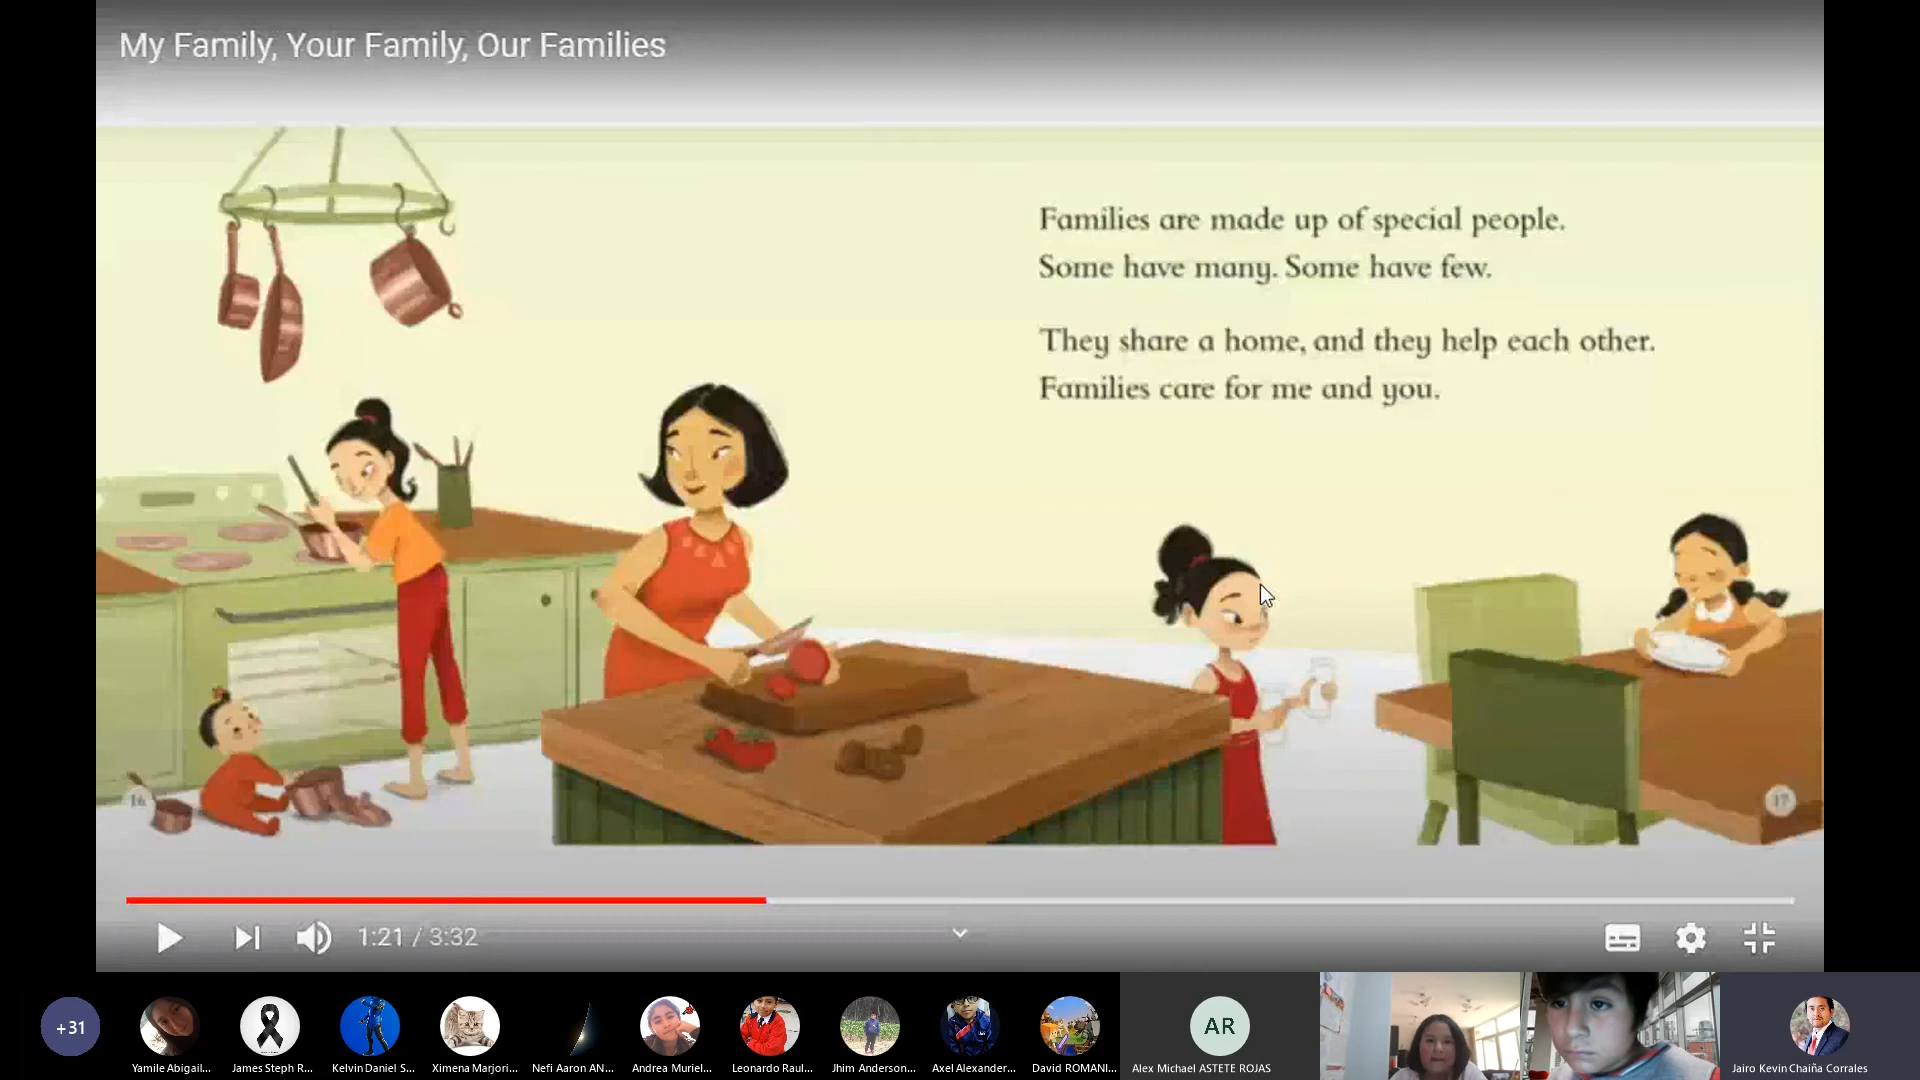 My Family, Your Family, Our Families
Families are made up of special people.
Some have many. Some have few.
They share a home, and they help each other.
Families care for me and you.
16
17
1:21 / 3:32
+31
Yamile Abigail...
James Steph R...
Kelvin Daniel S...
Ximena Marjori...
Nefi Aaron AN...
Andrea Muriel...
Leonardo Raul...
Jhim Anderson...
Axel Alexander...
David ROMANI...
AR
Alex Michael ASTETE ROJAS
Jairo Kevin Chaiña Corrales